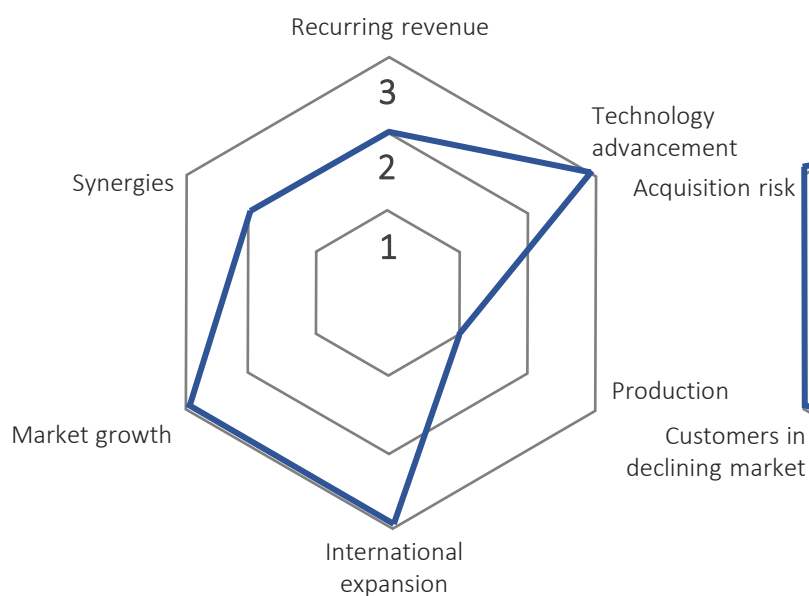 Recurring revenue
3
Technology
advancement
2
Synergies
Acquisition risk
1
Production
Market growth
Customers in
declining market
International
expansion